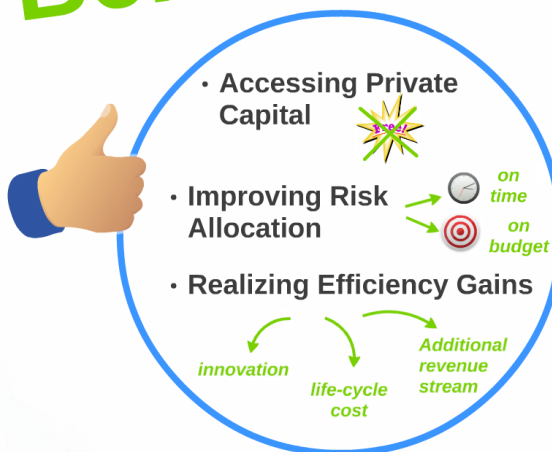 • Accessing Private
Capital
Free!
• Improving Risk
Allocation
on
time
on
budget
• Realizing Efficiency Gains
innovation
life-cycle
cost
Additional
revenue
stream